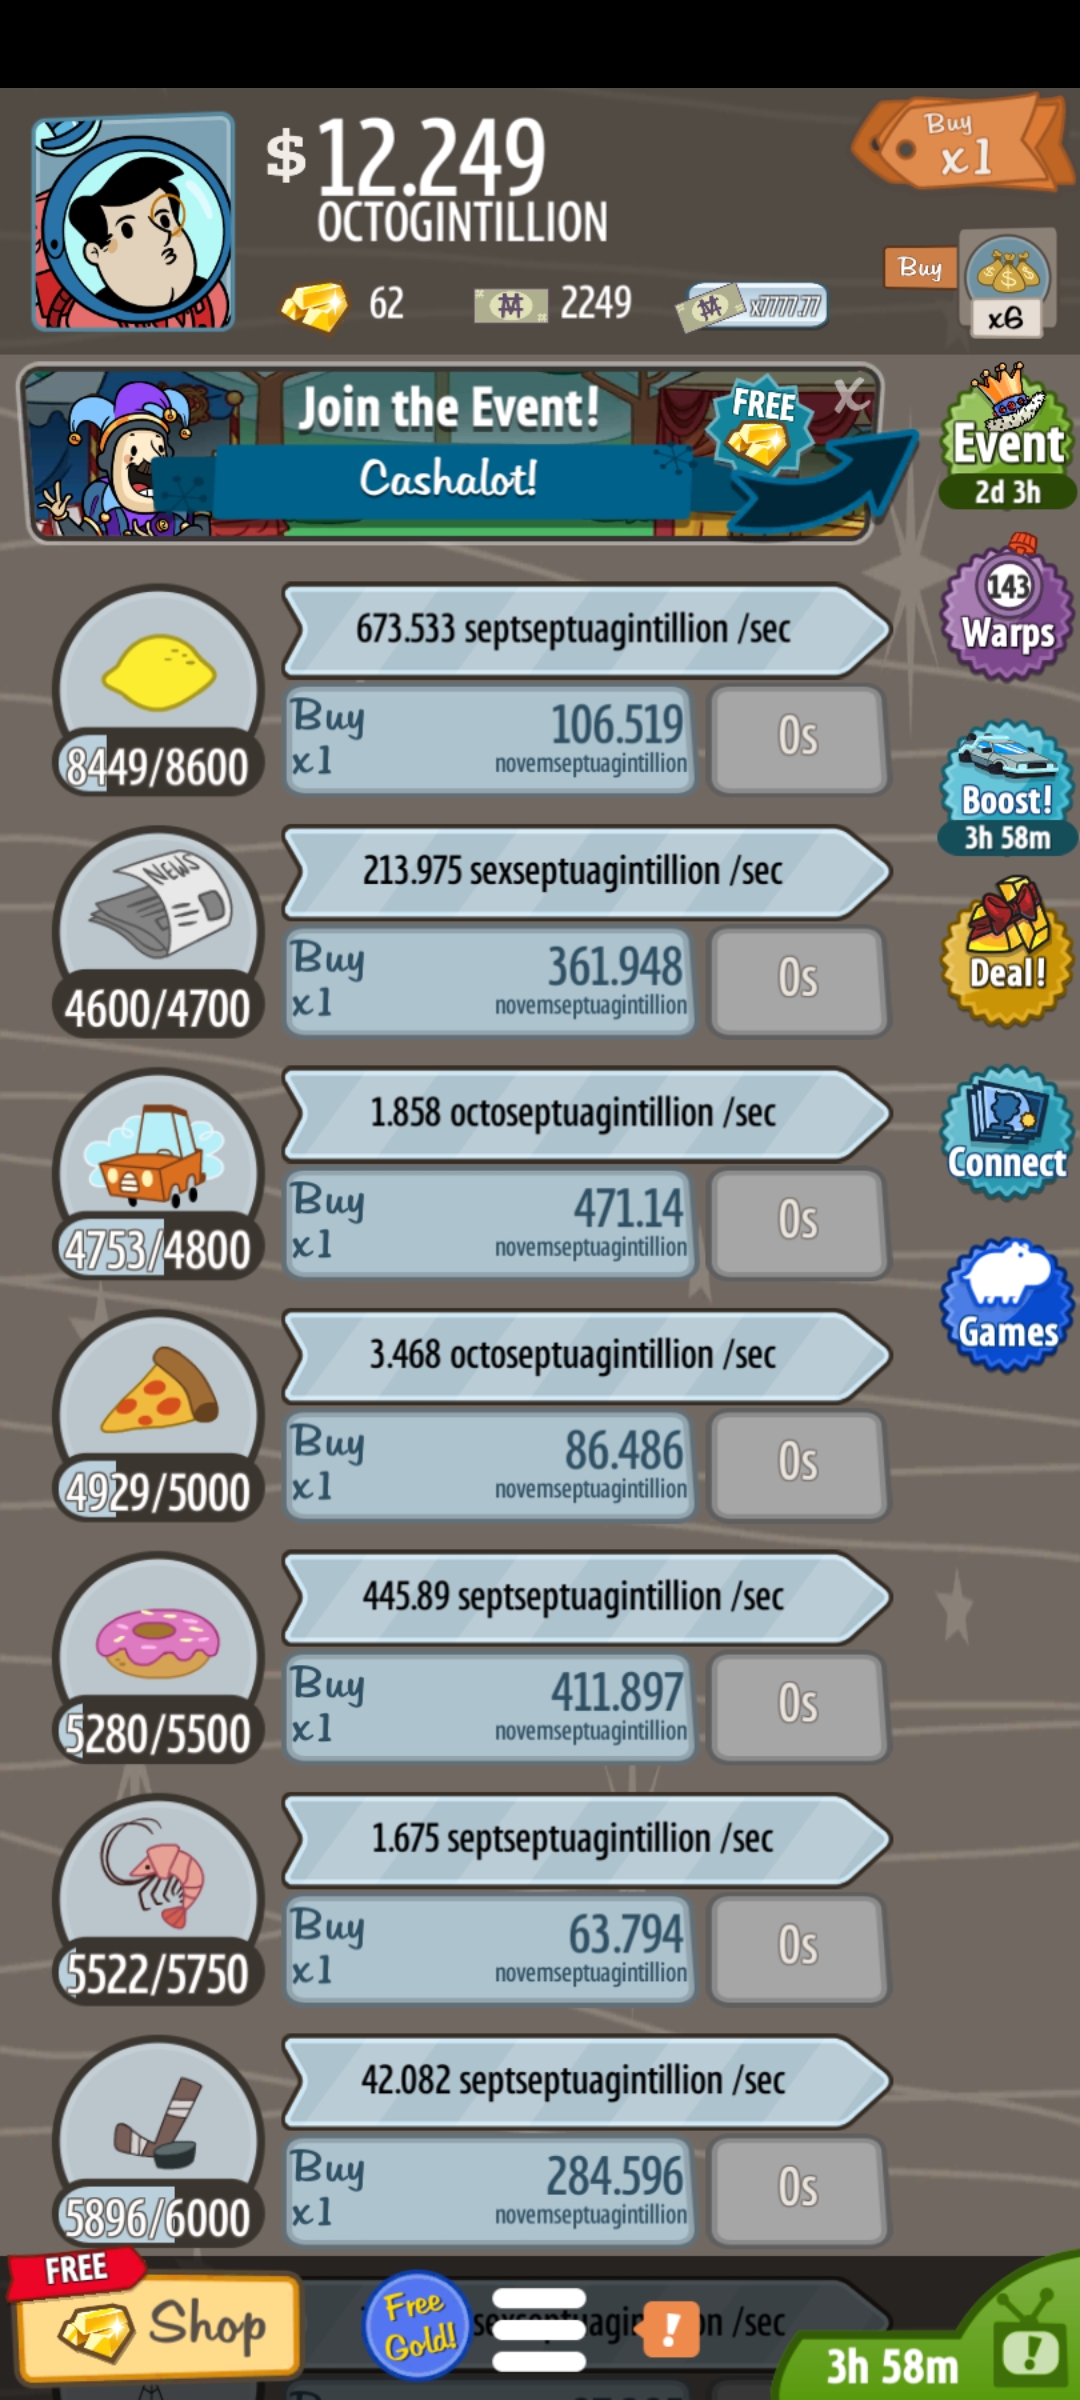 $12.249
OCTOGINTILLION
Buy
x1
62
2249
x7777.77
Buy
x6
Join the Event!
FREE
X
Cashalot!
Event
2d 3h
673.533 septseptuagintillion /sec
143
Warps
Buy
x1
106.519
novemseptuagintillion
0s
8449/8600
Boost!
3h 58m
NEWS
213.975 sexseptuagintillion /sec
Buy
x1
361.948
novemseptuagintillion
0s
4600/4700
Deal!
1.858 octoseptuagintillion /sec
Connect
Buy
x1
471.14
novemseptuagintillion
0s
4753/4800
Games
3.468 octoseptuagintillion /sec
Buy
x1
86.486
novemseptuagintillion
0s
4929/5000
445.89 septseptuagintillion /sec
Buy
x1
411.897
novemseptuagintillion
0s
5280/5500
1.675 septseptuagintillion /sec
Buy
x1
63.794
novemseptuagintillion
0s
5522/5750
42.082 septseptuagintillion /sec
Buy
x1
284.596
novemseptuagintillion
0s
5896/6000
FREE
Shop
Free
Gold!
/sec
!
3h 58m
!
Buy